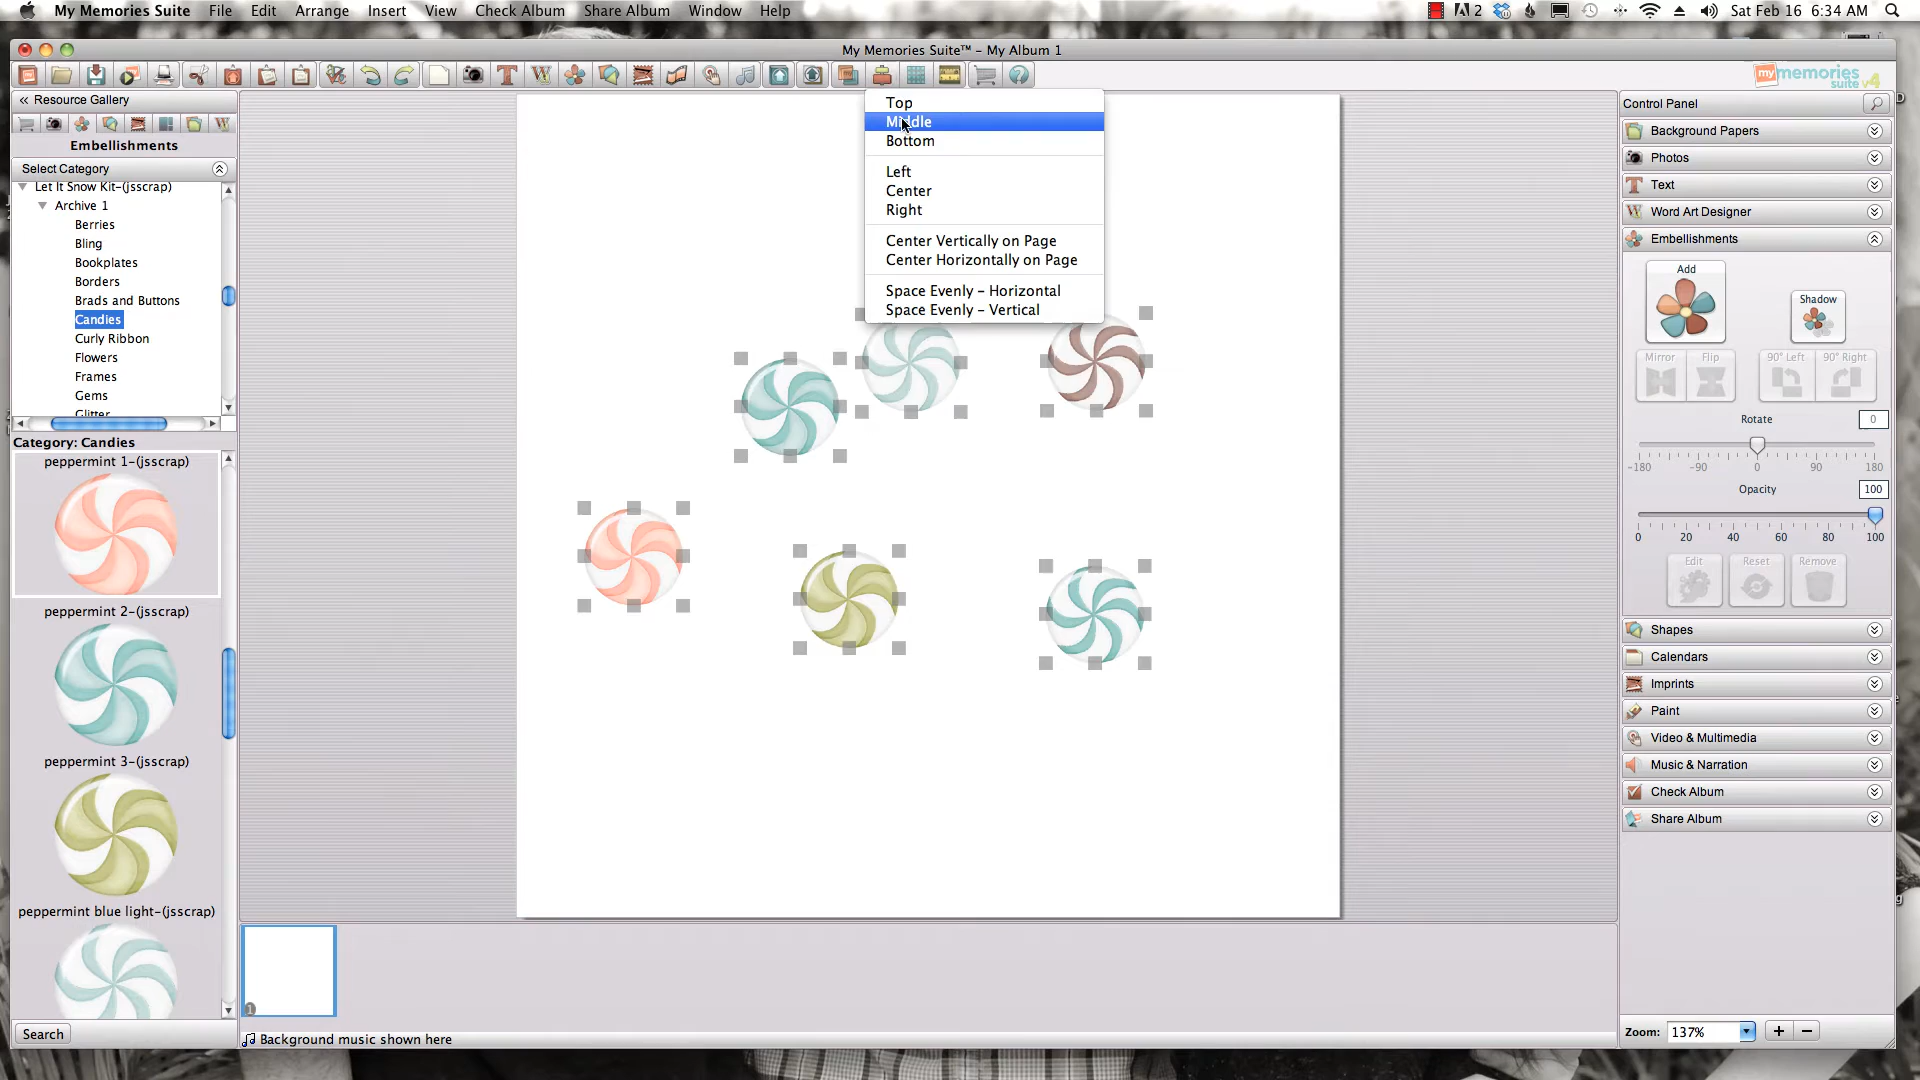 My Memories Suite File Edit Arrange Insert View Check Album Share Album Window Help 2 Sat Feb 16 6:34 AM
My Memories Suite™ – My Album 1
my memories suite v4
« Resource Gallery
Embellishments
Select Category
Let It Snow Kit-(jsscrap)
Archive 1
Berries
Bling
Bookplates
Borders
Brads and Buttons
Candies
Curly Ribbon
Flowers
Frames
Gems
Glitter
Category: Candies
peppermint 1-(jsscrap)
peppermint 2-(jsscrap)
peppermint 3-(jsscrap)
peppermint blue light-(jsscrap)
Search
Top
Middle
Bottom
Left
Center
Right
Center Vertically on Page
Center Horizontally on Page
Space Evenly – Horizontal
Space Evenly – Vertical
1
Background music shown here
Control Panel
Background Papers
Photos
Text
Word Art Designer
Embellishments
Add
Shadow
Mirror Flip 90° Left 90° Right
Rotate 0
-180 -90 0 90 180
Opacity 100
0 20 40 60 80 100
Edit Reset Remove
Shapes
Calendars
Imprints
Paint
Video & Multimedia
Music & Narration
Check Album
Share Album
Zoom: 137% + −